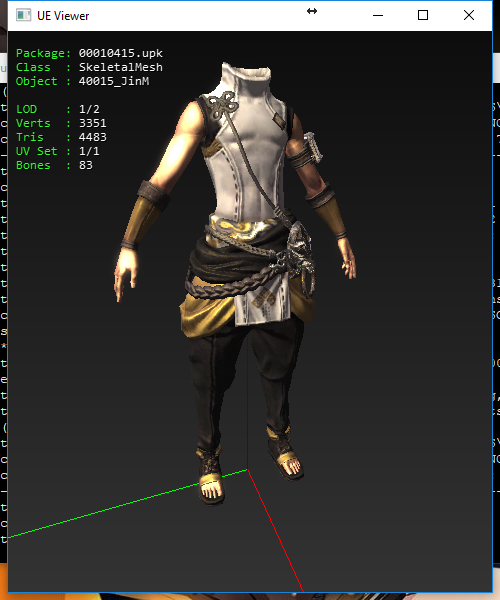 UE Viewer
Package: 00010415.upk
Class : SkeletalMesh
Object : 40015_JinM
LOD : 1/2
Verts : 3351
Tris : 4483
UV Set : 1/1
Bones : 83